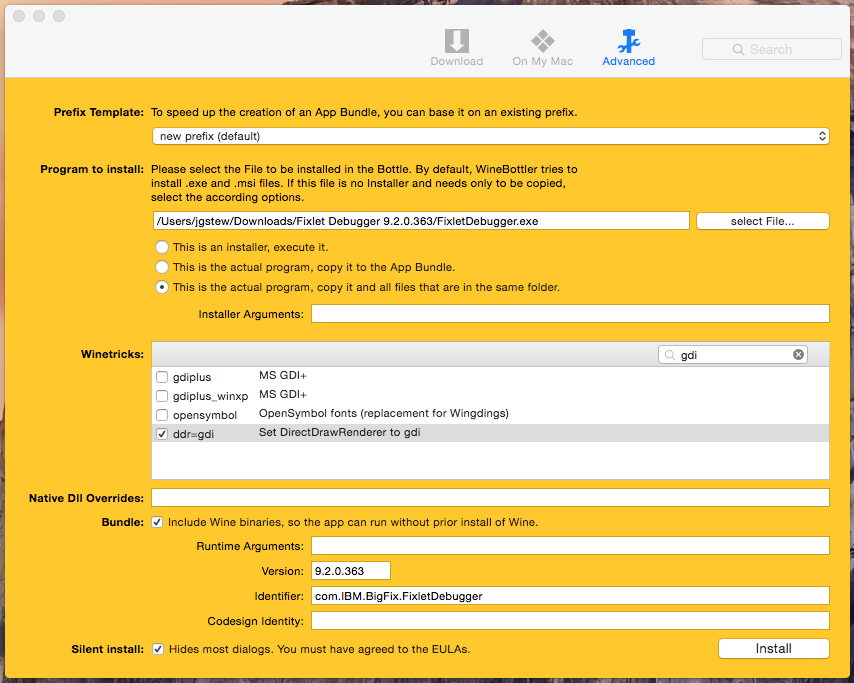 Download
On My Mac
Advanced
Search
Prefix Template: To speed up the creation of an App Bundle, you can base it on an existing prefix.
new prefix (default)
Program to install: Please select the File to be installed in the Bottle. By default, WineBottler tries to
install .exe and .msi files. If this file is no Installer and needs only to be copied,
select the according options.
/Users/jgstew/Downloads/Fixlet Debugger 9.2.0.363/FixletDebugger.exe
select File...
This is an installer, execute it.
This is the actual program, copy it to the App Bundle.
This is the actual program, copy it and all files that are in the same folder.
Installer Arguments:
Winetricks:
gdi
gdiplus MS GDI+
gdiplus_winxp MS GDI+
opensymbol OpenSymbol fonts (replacement for Wingdings)
ddr=gdi Set DirectDrawRenderer to gdi
Native Dll Overrides:
Bundle: Include Wine binaries, so the app can run without prior install of Wine.
Runtime Arguments:
Version: 9.2.0.363
Identifier: com.IBM.BigFix.FixletDebugger
Codesign Identity:
Silent install: Hides most dialogs. You must have agreed to the EULAs.
Install